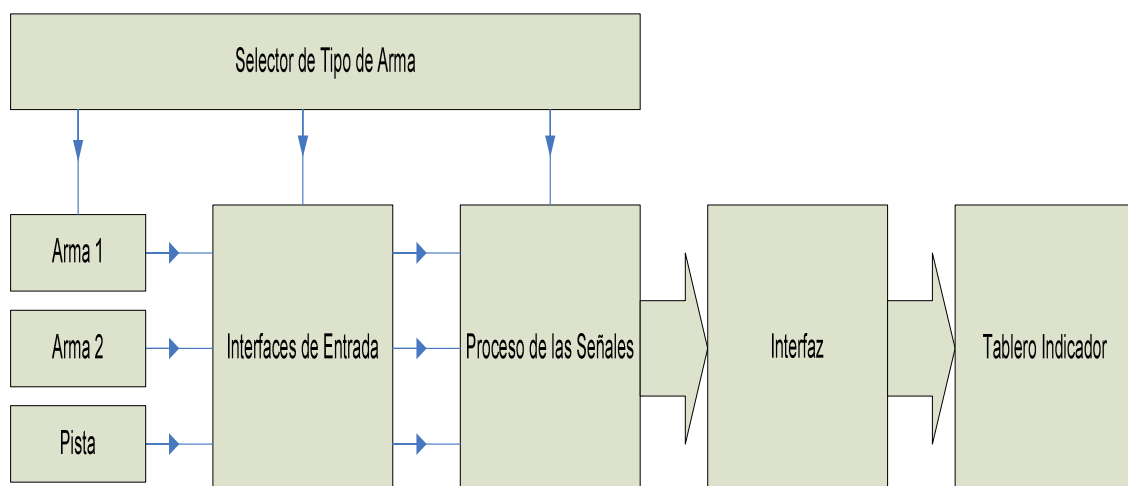 Selector de Tipo de Arma
Arma 1
Arma 2
Pista
Interfaces de Entrada
Proceso de las Señales
Interfaz
Tablero Indicador